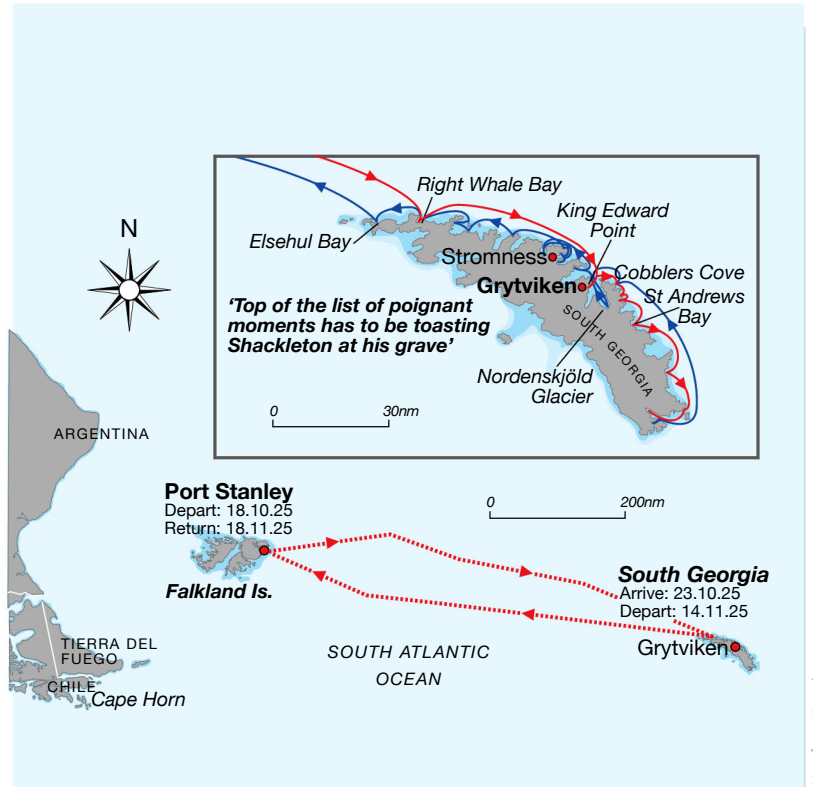 N
Right Whale Bay
King Edward
Point
Elsehul Bay
Stromness
Cobblers Cove
Grytviken
St Andrews
Bay
'Top of the list of poignant
moments has to be toasting
Shackleton at his grave'
SOUTH GEORGIA
Nordenskjöld
Glacier
0 30nm
ARGENTINA
Port Stanley
Depart: 18.10.25
Return: 18.11.25
0 200nm
Falkland Is.
South Georgia
Arrive: 23.10.25
Depart: 14.11.25
Grytviken
TIERRA DEL
FUEGO
SOUTH ATLANTIC
OCEAN
CHILE
Cape Horn